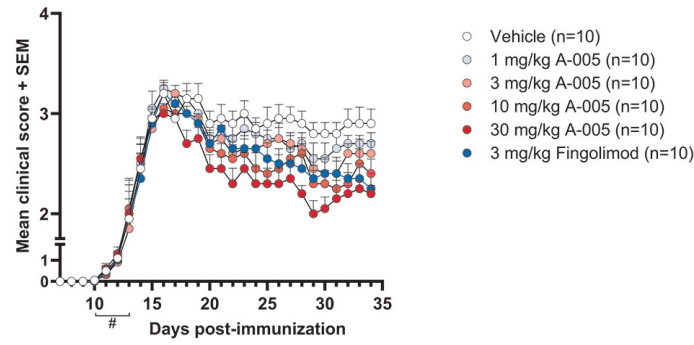 4
3
2
1
0
Mean clinical score + SEM
10 15 20 25 30 35
#
Days post-immunization
Vehicle (n=10)
1 mg/kg A-005 (n=10)
3 mg/kg A-005 (n=10)
10 mg/kg A-005 (n=10)
30 mg/kg A-005 (n=10)
3 mg/kg Fingolimod (n=10)